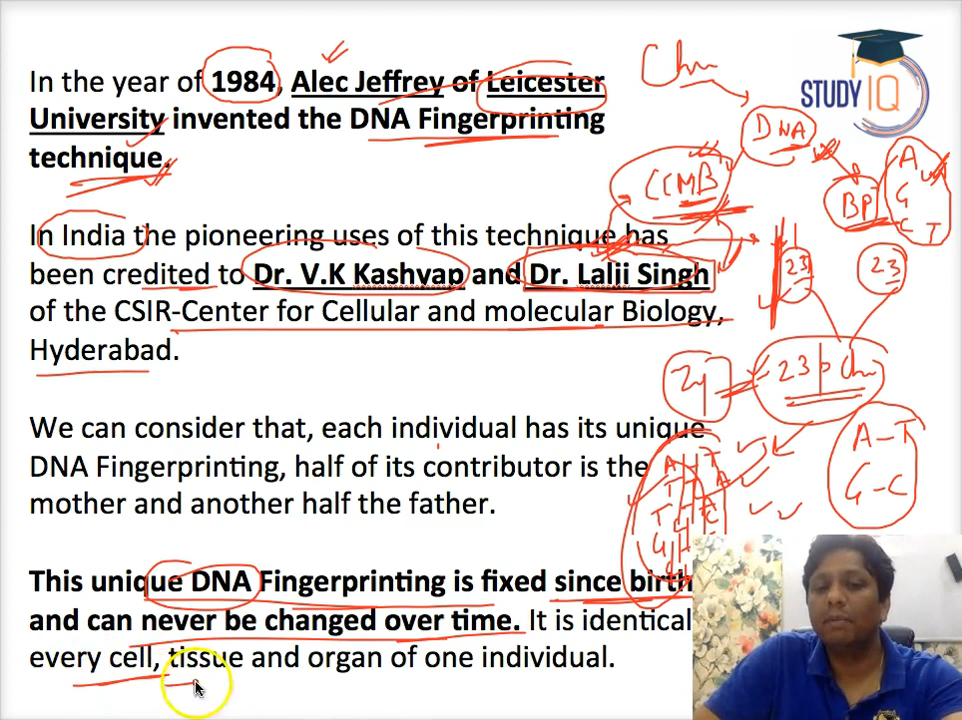 In the year of 1984, Alec Jeffrey of Leicester
University invented the DNA Fingerprinting
technique.
In India the pioneering uses of this technique has
been credited to Dr. V.K Kashvap and Dr. Lalii Singh
of the CSIR-Center for Cellular and molecular Biology,
Hyderabad.
We can consider that, each individual has its unique
DNA Fingerprinting, half of its contributor is the
mother and another half the father.
This unique DNA Fingerprinting is fixed since birth
and can never be changed over time. It is identical
every cell, tissue and organ of one individual.
STUDY IQ
Chm
DNA
CCMB
BP
A
G
C T
23
23
23 p Chm
Zy
A-T
G-C